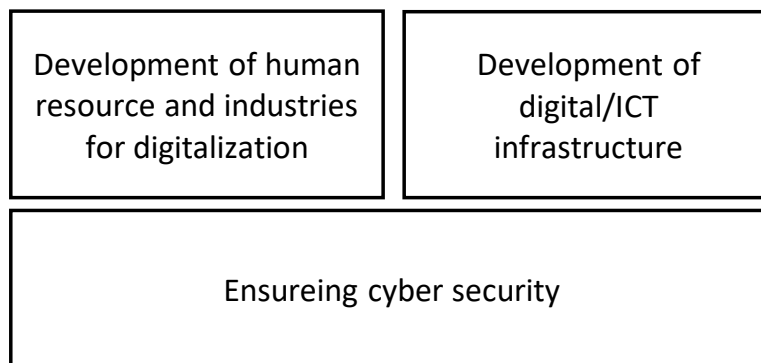 Development of human
resource and industries
for digitalization
Development of
digital/ICT
infrastructure
Ensureing cyber security